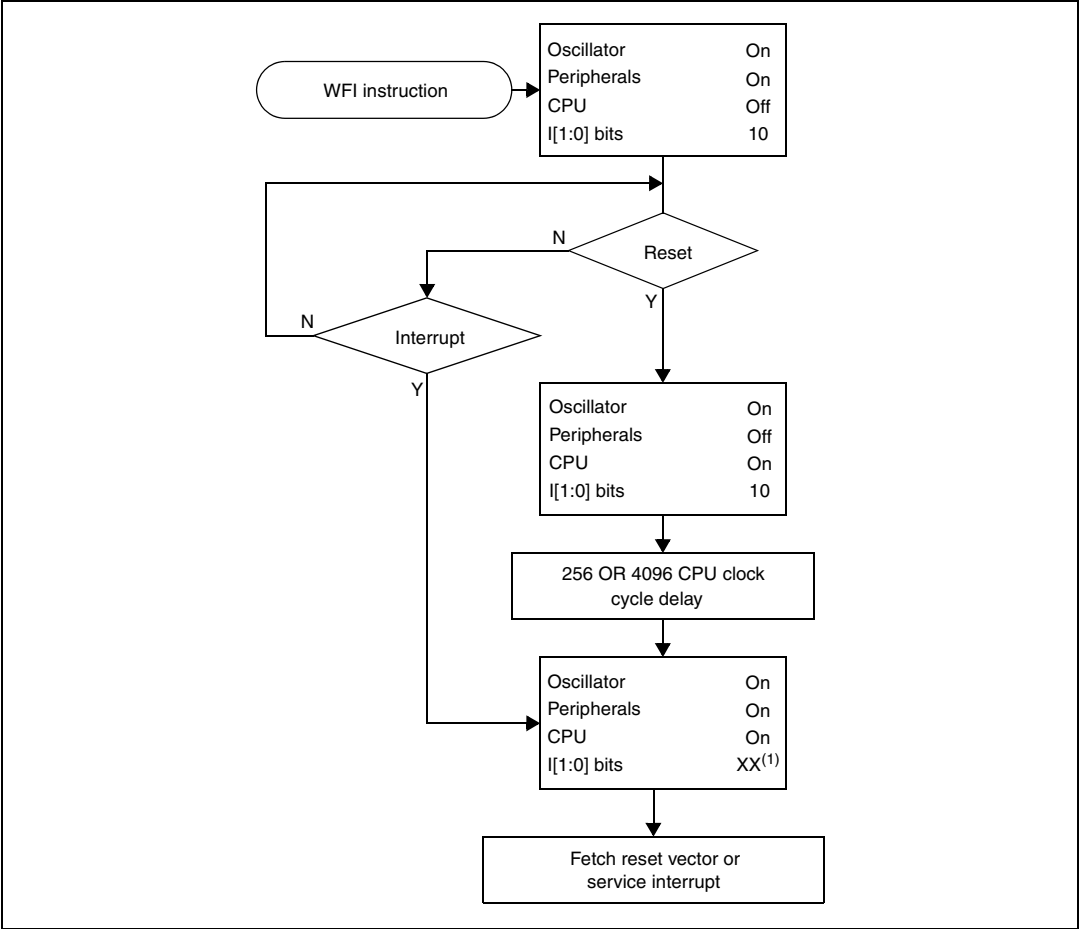 WFI instruction
Oscillator On
Peripherals On
CPU Off
I[1:0] bits 10
N
Reset
Y
N
Interrupt
Y
Oscillator On
Peripherals Off
CPU On
I[1:0] bits 10
256 OR 4096 CPU clock
cycle delay
Oscillator On
Peripherals On
CPU On
I[1:0] bits XX(1)
Fetch reset vector or
service interrupt